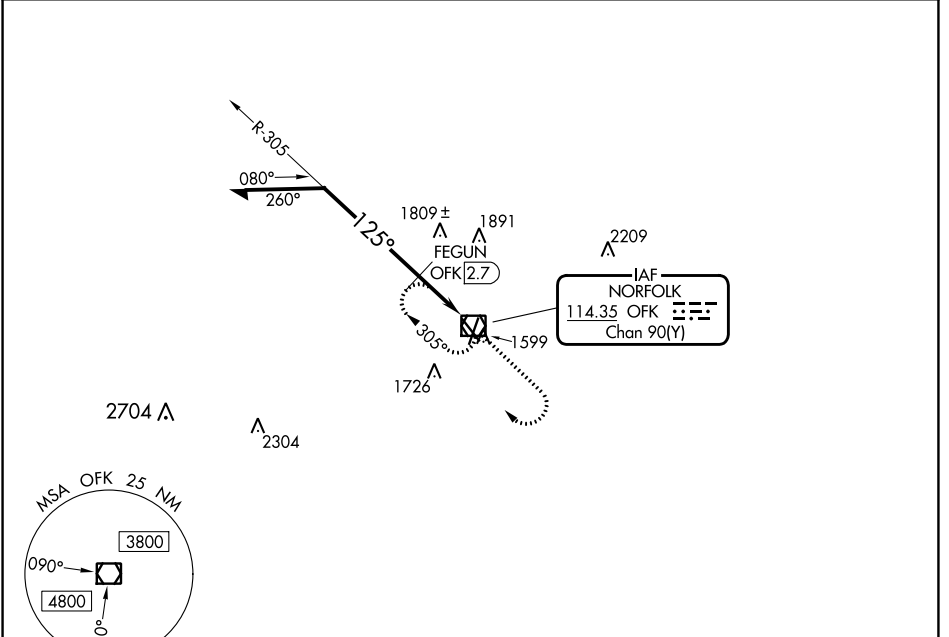 R-305
080°
260°
125°
1809 ±
1891
FEGUN
OFK 2.7
2209
IAF
NORFOLK
114.35 OFK
Chan 90(Y)
305°
1599
1726
2704
2304
MSA OFK 25 NM
3800
090°
4800
0°